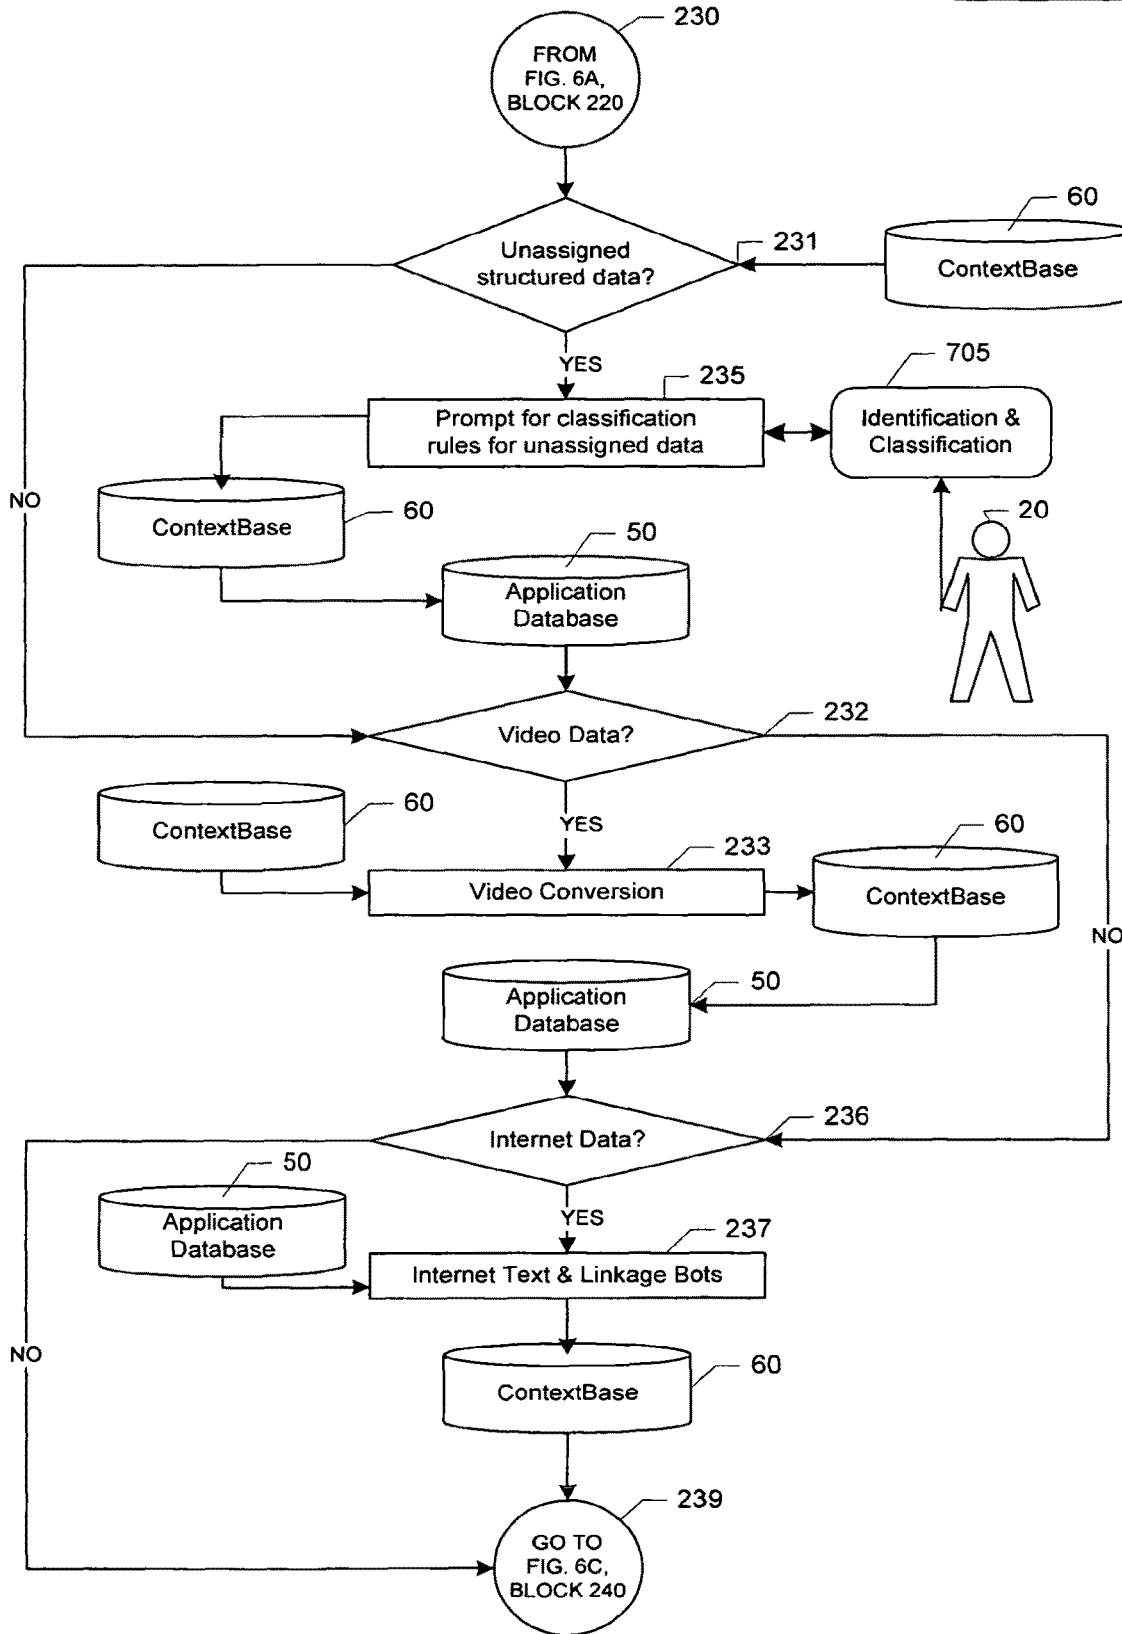 230
FROM
FIG. 6A,
BLOCK 220
60
Unassigned
structured data?
231
ContextBase
YES
705
235
Prompt for classification
rules for unassigned data
Identification &
Classification
NO
ContextBase
60
20
50
Application
Database
232
Video Data?
60
ContextBase
YES
60
233
Video Conversion
ContextBase
NO
50
Application
Database
236
Internet Data?
50
Application
Database
YES
237
Internet Text & Linkage Bots
NO
60
ContextBase
239
GO TO
FIG. 6C,
BLOCK 240